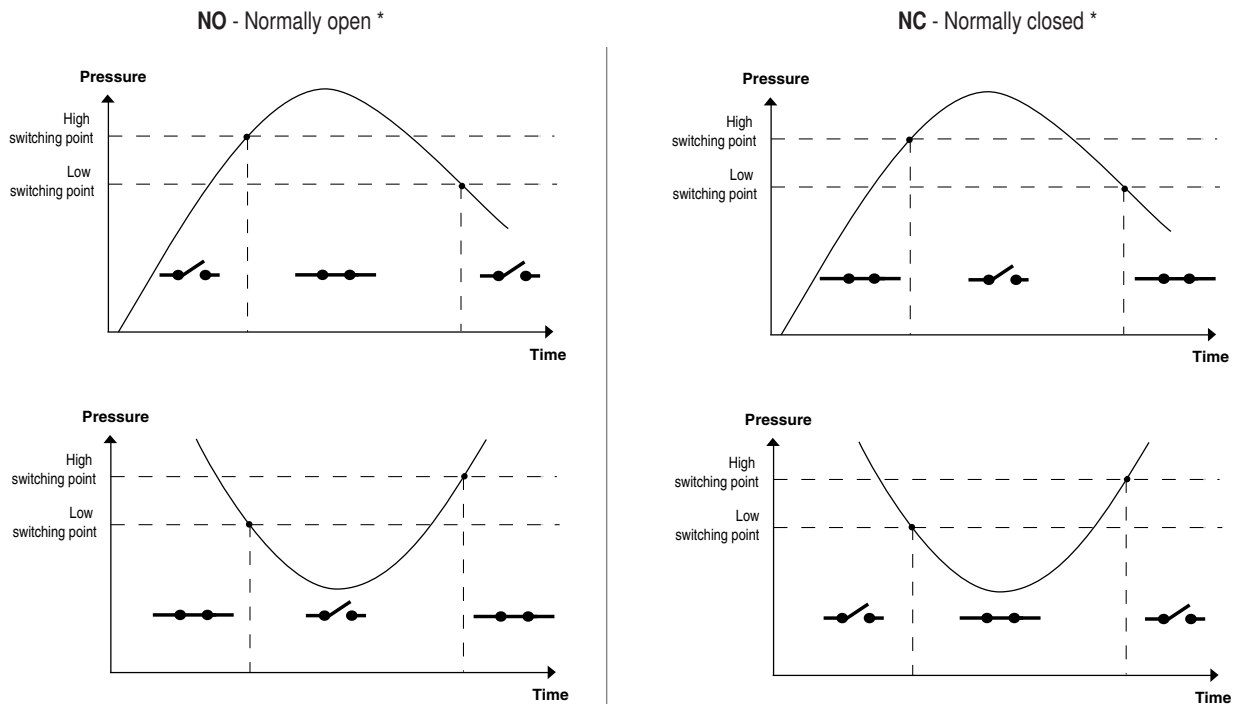 NO - Normally open *
Pressure
High
switching point
Low
switching point
Time
Pressure
High
switching point
Low
switching point
Time
NC - Normally closed *
Pressure
High
switching point
Low
switching point
Time
Pressure
High
switching point
Low
switching point
Time